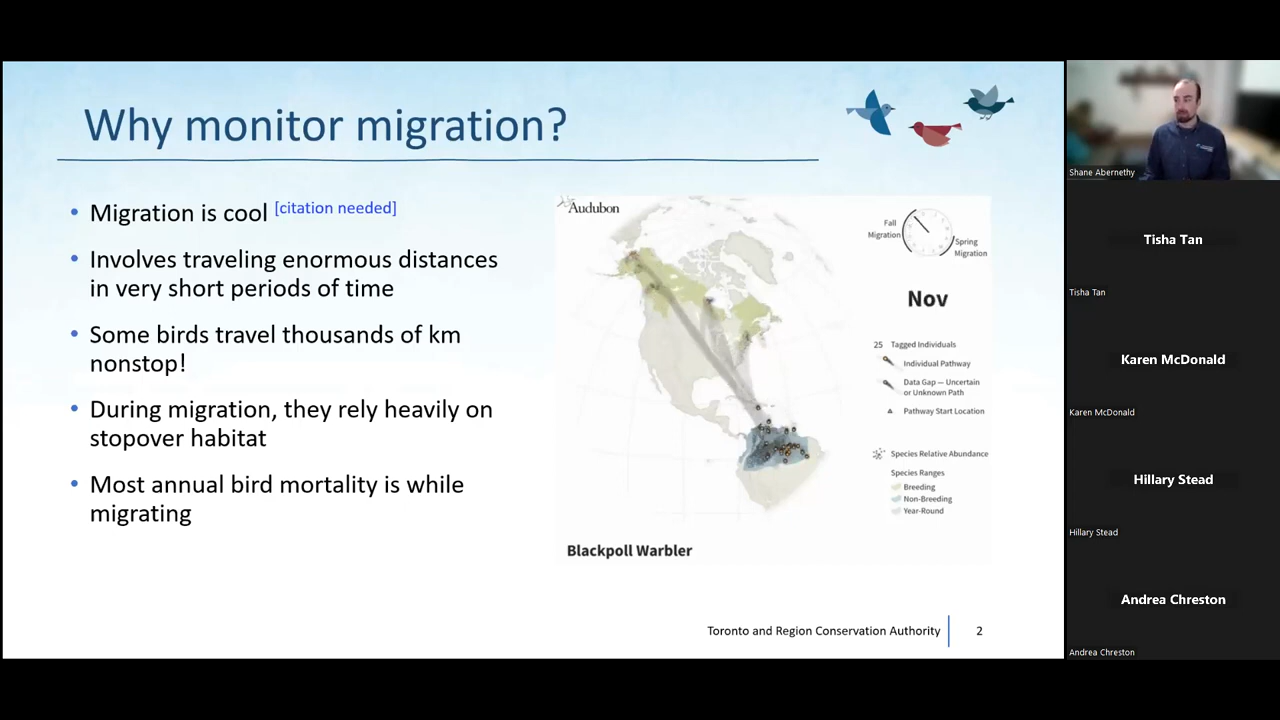 Why monitor migration?
• Migration is cool [citation needed]
• Involves traveling enormous distances
in very short periods of time
• Some birds travel thousands of km
nonstop!
• During migration, they rely heavily on
stopover habitat
• Most annual bird mortality is while
migrating
Audubon
Fall
Migration
Spring
Migration
Nov
25 Tagged Individuals
Individual Pathway
Data Gap — Uncertain
or Unknown Path
Pathway Start Location
Species Relative Abundance
Species Ranges
Breeding
Non-Breeding
Year-Round
Blackpoll Warbler
Toronto and Region Conservation Authority
2
Shane Abernethy
Tisha Tan
Tisha Tan
Karen McDonald
Karen McDonald
Hillary Stead
Hillary Stead
Andrea Chreston
Andrea Chreston